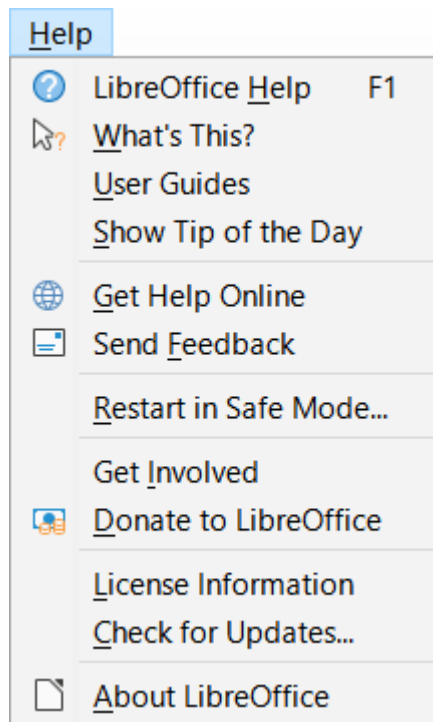 Help
LibreOffice Help F1
What's This?
User Guides
Show Tip of the Day
Get Help Online
Send Feedback
Restart in Safe Mode...
Get Involved
Donate to LibreOffice
License Information
Check for Updates...
About LibreOffice